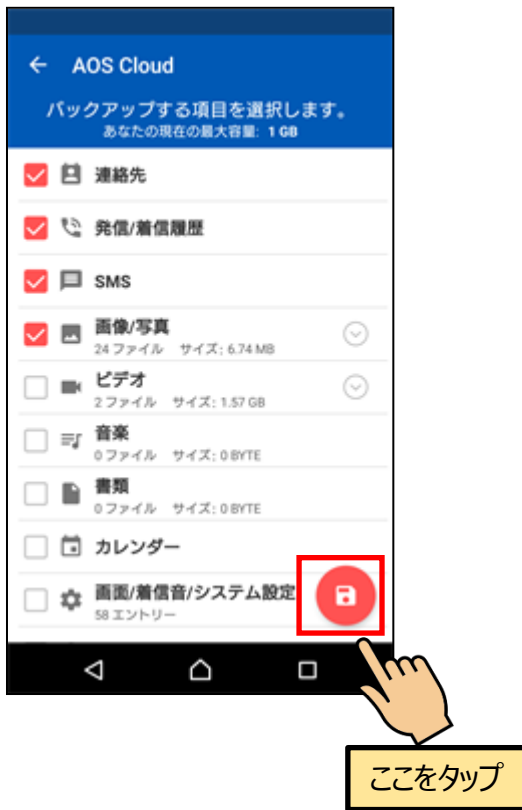 AOS Cloud
バックアップする項目を選択します。
あなたの現在の最大容量: 1 GB
連絡先
発信/着信履歴
SMS
画像/写真
24 ファイル サイズ: 6.74 MB
ビデオ
2 ファイル サイズ: 1.57 GB
音楽
0 ファイル サイズ: 0 BYTE
書類
0 ファイル サイズ: 0 BYTE
カレンダー
画面/着信音/システム設定
58 エントリー
ここをタップ